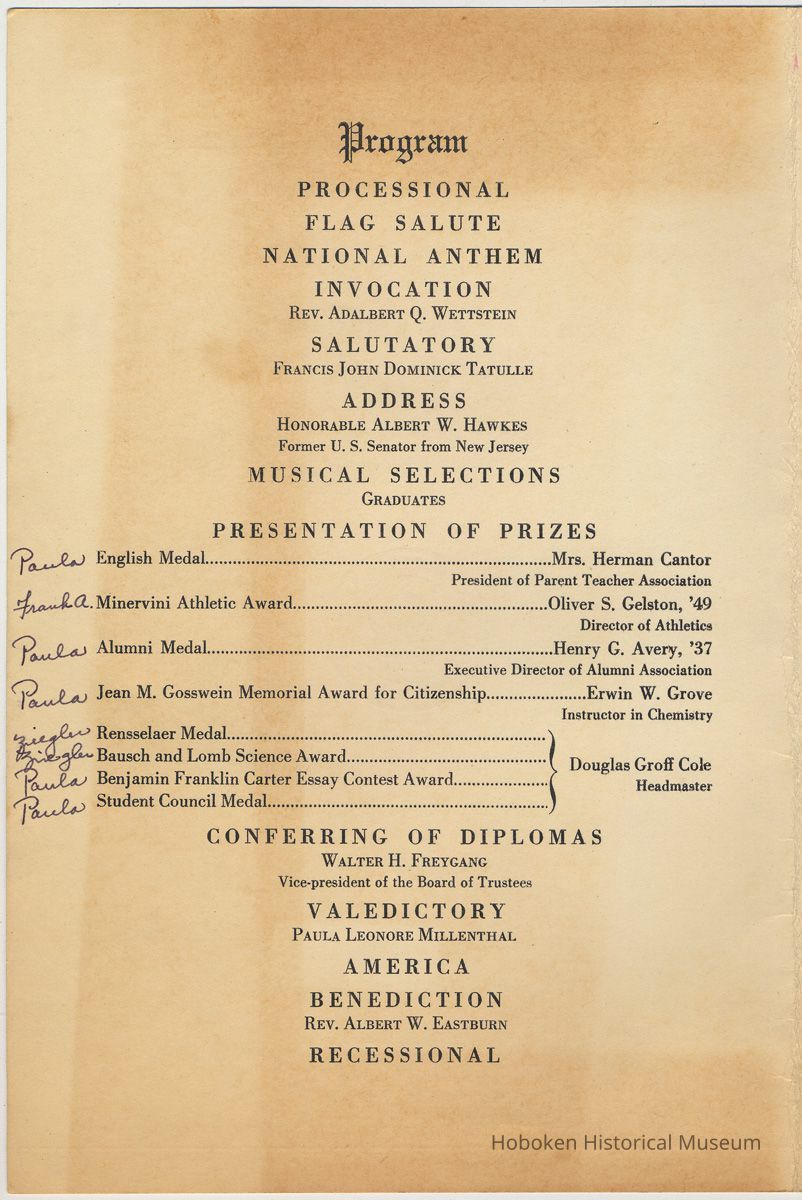 Program
PROCESSIONAL
FLAG SALUTE
NATIONAL ANTHEM
INVOCATION
REV. ADALBERT Q. WETTSTEIN
SALUTATORY
FRANCIS JOHN DOMINICK TATULLE
ADDRESS
HONORABLE ALBERT W. HAWKES
Former U. S. Senator from New Jersey
MUSICAL SELECTIONS
GRADUATES
PRESENTATION OF PRIZES
Paula English Medal..........Mrs. Herman Cantor
President of Parent Teacher Association
Frank A. Minervini Athletic Award..........Oliver S. Gelston, '49
Director of Athletics
Paula Alumni Medal..........Henry G. Avery, '37
Executive Director of Alumni Association
Paula Jean M. Gosswein Memorial Award for Citizenship..........Erwin W. Grove
Instructor in Chemistry
Ziegler Rensselaer Medal..........
Ziegler Bausch and Lomb Science Award..........
Douglas Groff Cole
Paula Benjamin Franklin Carter Essay Contest Award..........
Headmaster
Paula Student Council Medal..........
CONFERRING OF DIPLOMAS
WALTER H. FREYGANG
Vice-president of the Board of Trustees
VALEDICTORY
PAULA LEONORE MILLENTHAL
AMERICA
BENEDICTION
REV. ALBERT W. EASTBURN
RECESSIONAL
Hoboken Historical Museum